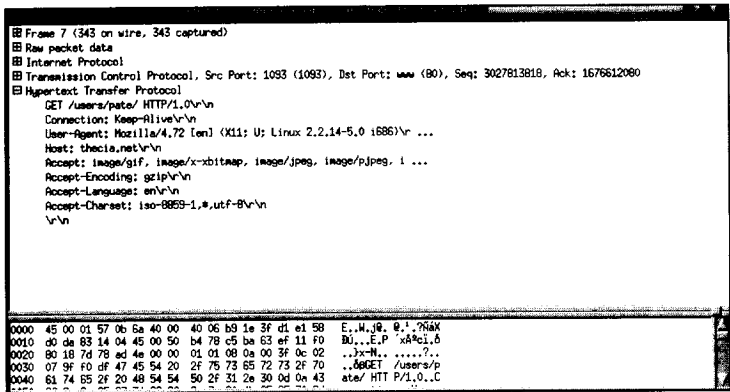 Frame 7 (343 on wire, 343 captured)
Raw packet data
Internet Protocol
Transmission Control Protocol, Src Port: 1093 (1093), Dst Port: www (80), Seq: 3027813818, Ack: 1676612080
Hypertext Transfer Protocol
GET /users/pate/ HTTP/1.0\r\n
Connection: Keep-Alive\r\n
User-Agent: Mozilla/4.72 [en] (X11; U; Linux 2.2.14-5.0 i686)\r ...
Host: thecia.net\r\n
Accept: image/gif, image/x-xbitmap, image/jpeg, image/pjpeg, i ...
Accept-Encoding: gzip\r\n
Accept-Language: en\r\n
Accept-Charset: iso-8859-1,*,utf-8\r\n
\r\n
0000 45 00 01 57 0b 6a 40 00 40 06 b9 1e 3f d1 e1 58 E..W.j@. @.¹.?ÑáX
0010 d0 da 83 14 04 45 00 50 b4 78 c5 ba 63 ef 11 f0 ÐÚ...E.P ´xźcï.ð
0020 80 18 7d 78 ad 4e 00 00 01 01 08 0a 00 3f 0c 02 ..}x-N.. .....?..
0030 07 9f f0 df 47 45 54 20 2f 75 73 65 72 73 2f 70 ..ðßGET /users/p
0040 61 74 65 2f 20 48 54 54 50 2f 31 2e 30 0d 0a 43 ate/ HTT P/1.0..C